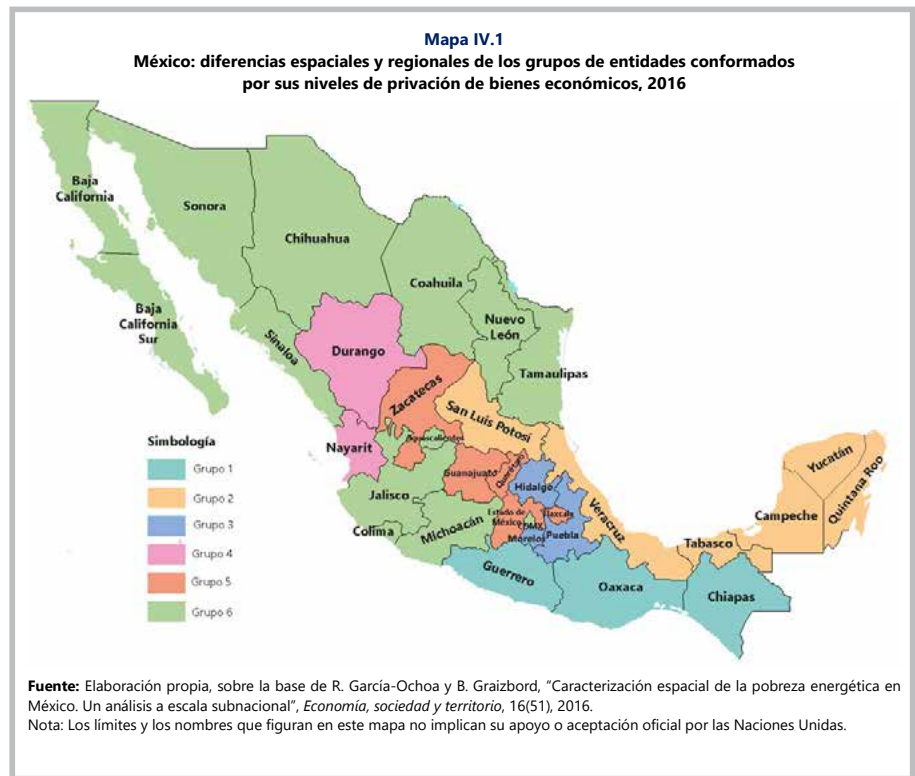 Mapa IV.1
México: diferencias espaciales y regionales de los grupos de entidades conformados
por sus niveles de privación de bienes económicos, 2016
Baja
California
Sonora
Chihuahua
Coahuila
Baja
California
Sur
Sinaloa
Nuevo
León
Durango
Tamaulipas
Zacatecas
San Luis Potosí
Nayarit
Aguascalientes
Guanajuato
Querétaro
Hidalgo
Yucatán
Quintana Roo
Jalisco
Campeche
Veracruz
Estado de
México
Tlaxcala
CDMX
Colima
Michoacán
Morelos
Puebla
Tabasco
Guerrero
Oaxaca
Chiapas
Simbología
Grupo 1
Grupo 2
Grupo 3
Grupo 4
Grupo 5
Grupo 6
Fuente: Elaboración propia, sobre la base de R. García-Ochoa y B. Graizbord, "Caracterización espacial de la pobreza energética en
México. Un análisis a escala subnacional", Economía, sociedad y territorio, 16(51), 2016.
Nota: Los límites y los nombres que figuran en este mapa no implican su apoyo o aceptación oficial por las Naciones Unidas.